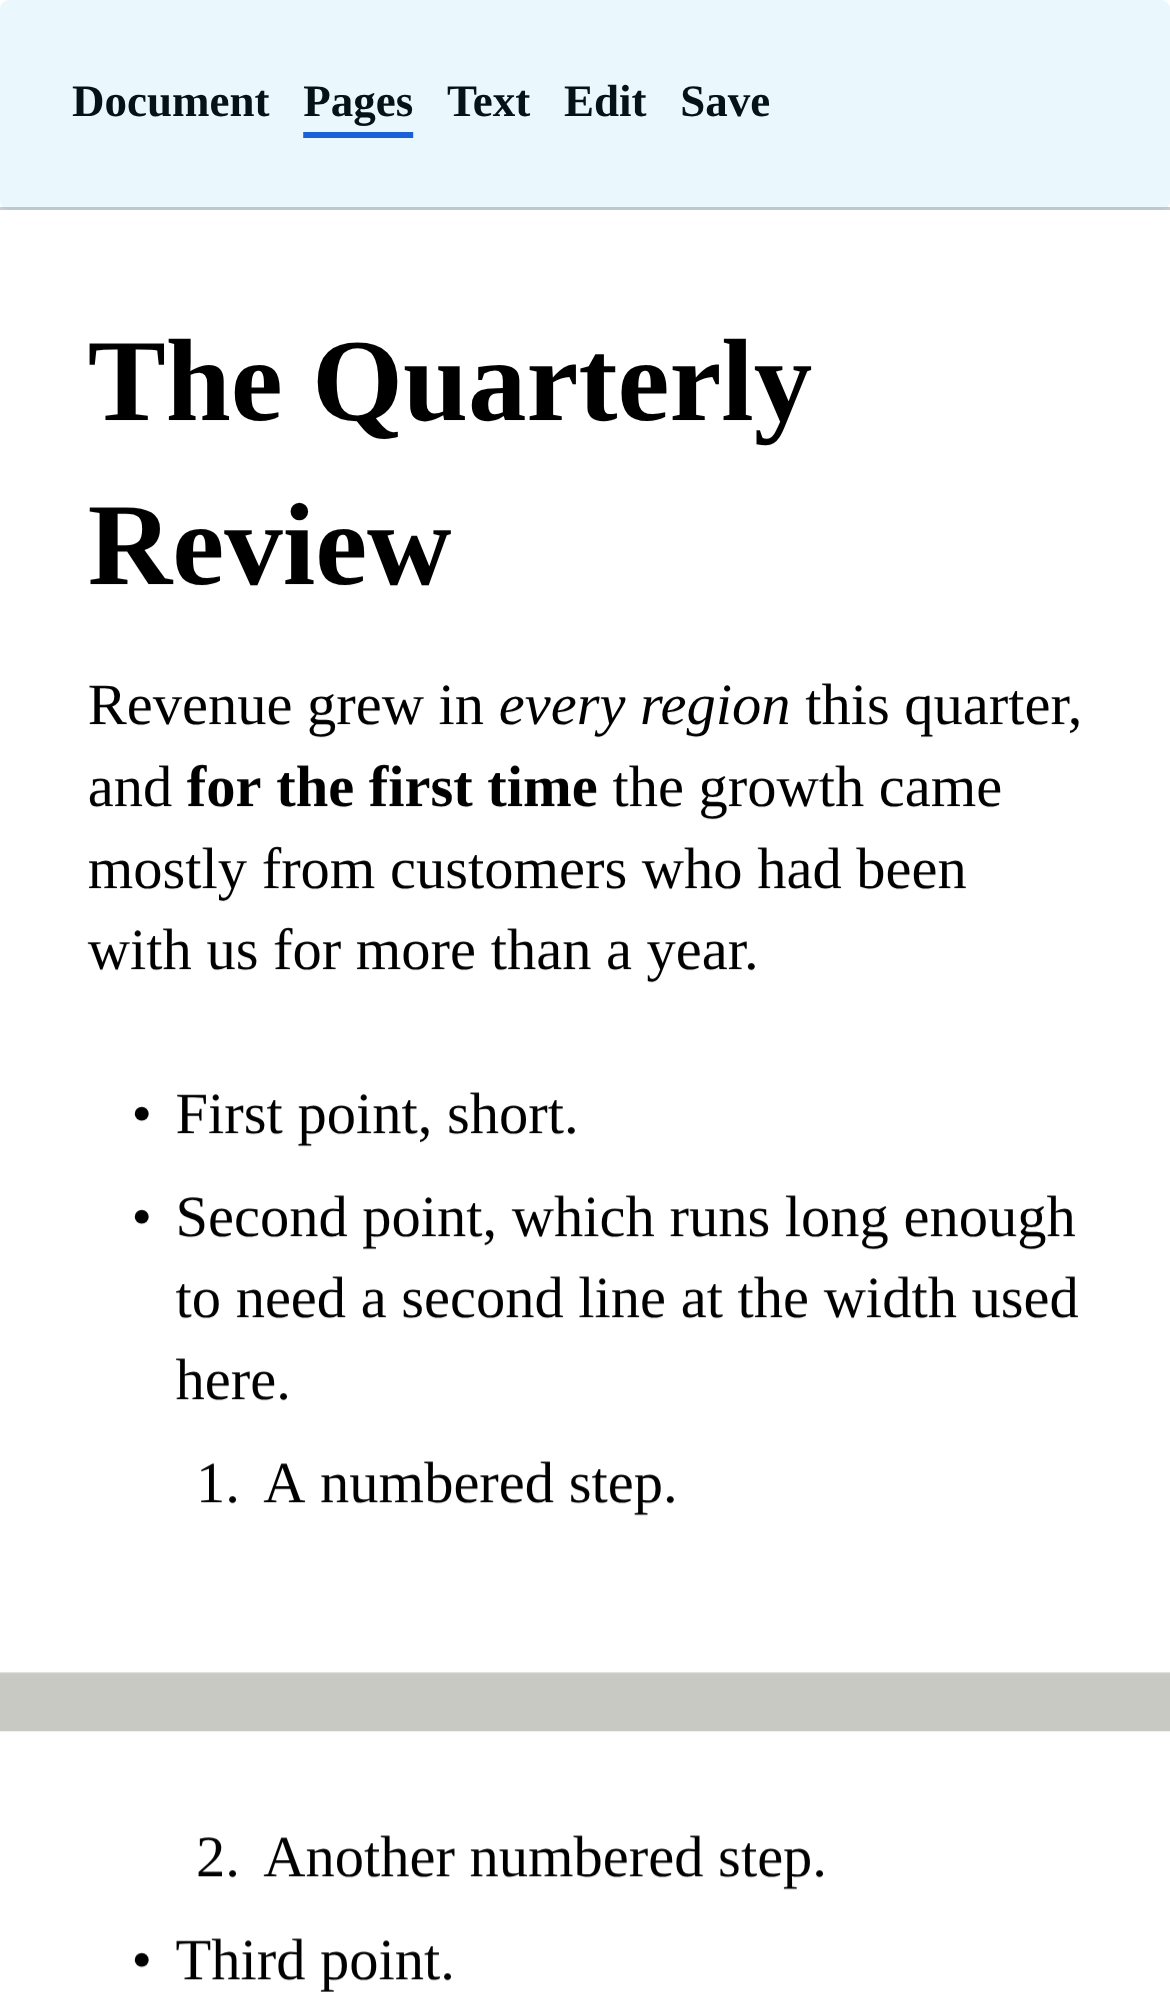 Document Pages Text Edit Save
The Quarterly
Review
Revenue grew in every region this quarter,
and for the first time the growth came
mostly from customers who had been
with us for more than a year.
• First point, short.
• Second point, which runs long enough
to need a second line at the width used
here.
1. A numbered step.
2. Another numbered step.
• Third point.